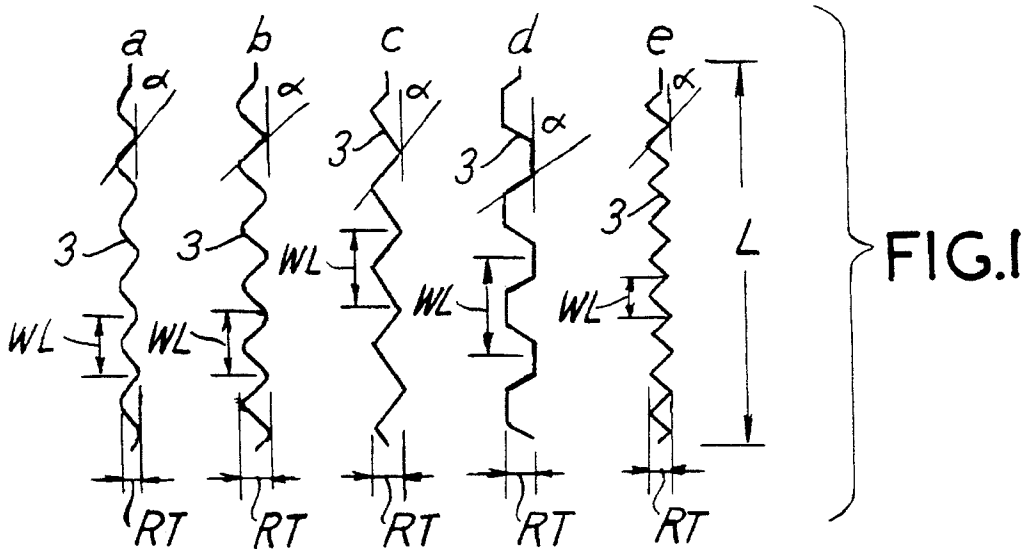 a b c d e
α α α α α
3 3 3 3 3
WL WL WL WL WL
L
RT RT RT RT RT
FIG.1